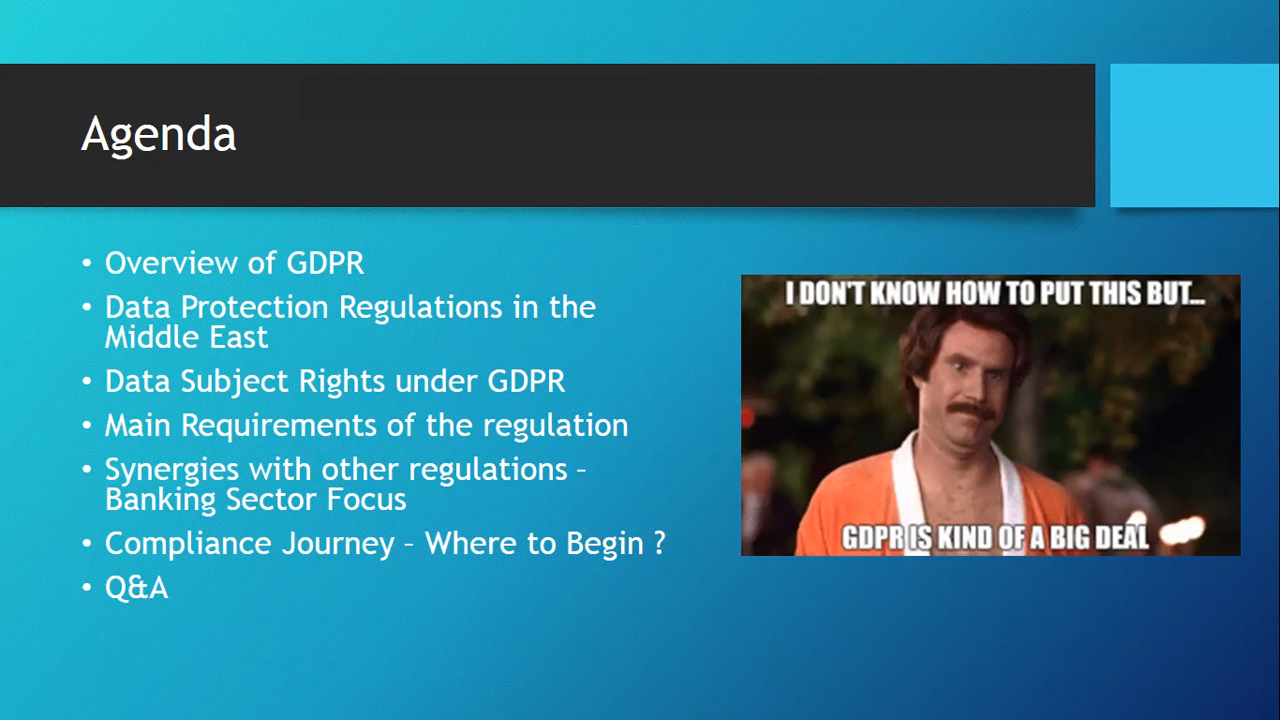 Agenda
• Overview of GDPR
• Data Protection Regulations in the
Middle East
• Data Subject Rights under GDPR
• Main Requirements of the regulation
• Synergies with other regulations –
Banking Sector Focus
• Compliance Journey – Where to Begin ?
• Q&A
I DON'T KNOW HOW TO PUT THIS BUT...
GDPR IS KIND OF A BIG DEAL